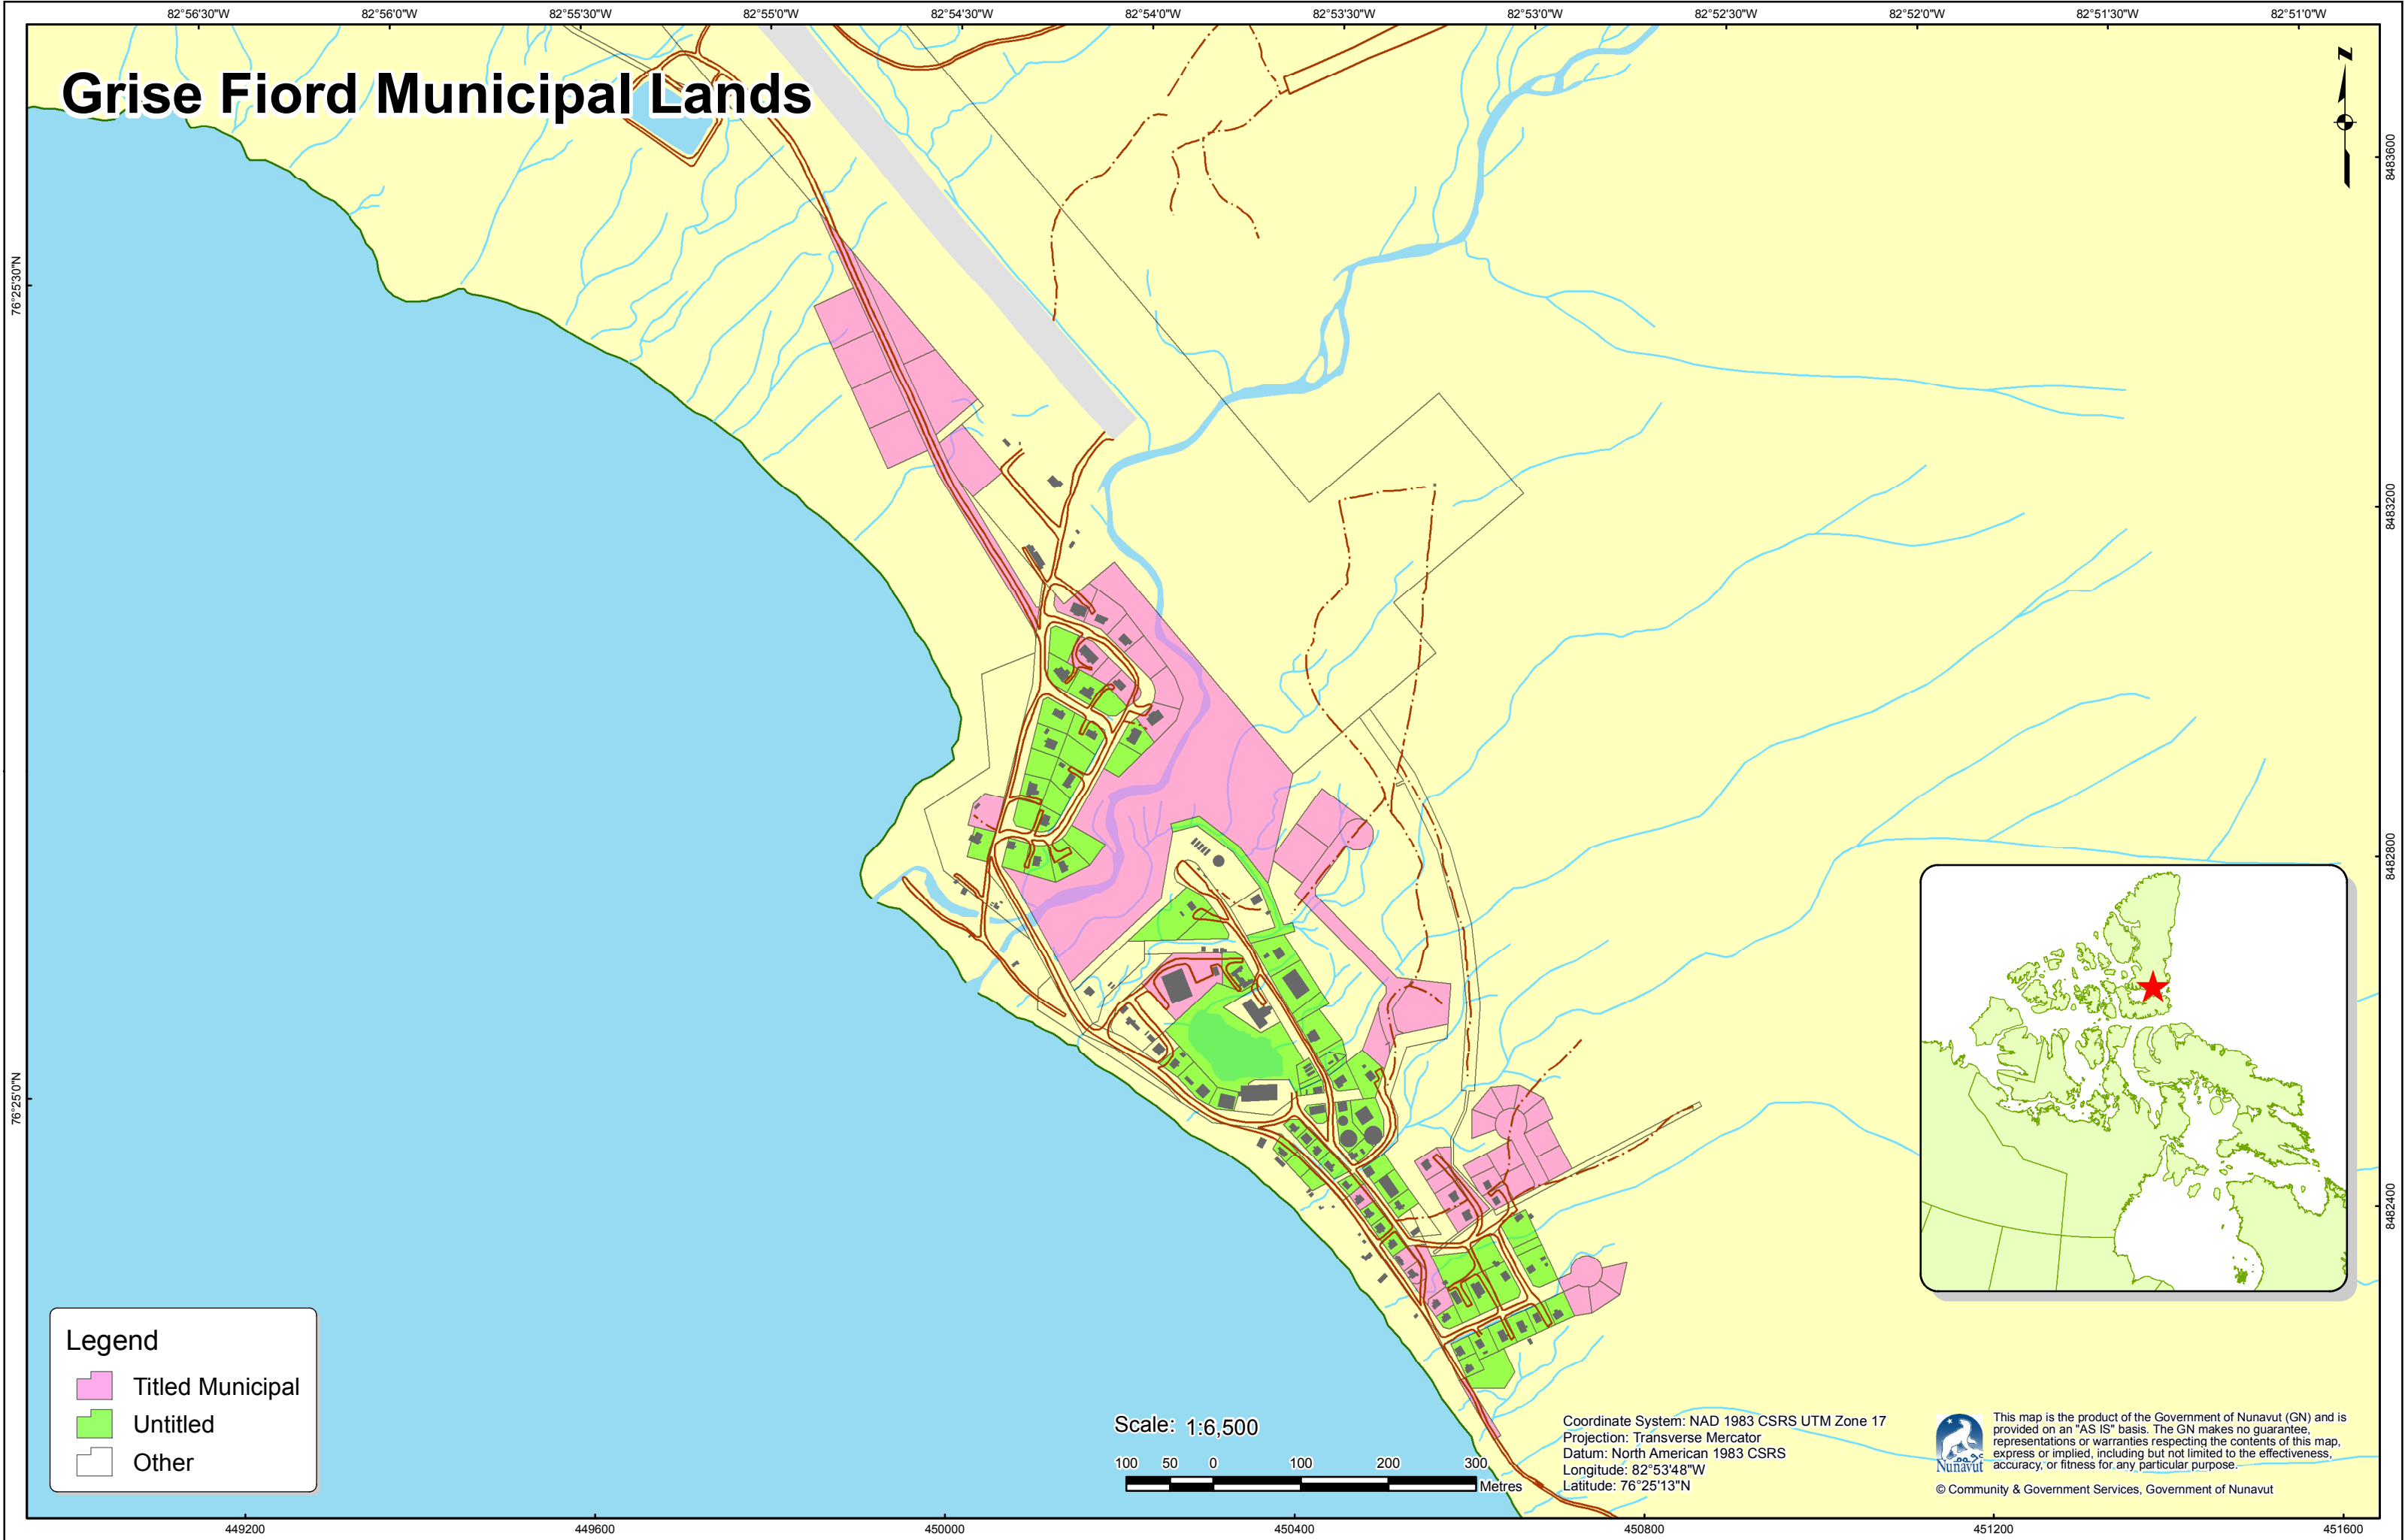 82°56'30"W 82°56'0"W 82°55'30"W 82°55'0"W 82°54'30"W 82°54'0"W 82°53'30"W 82°53'0"W 82°52'30"W 82°52'0"W 82°51'30"W 82°51'0"W
Grise Fiord Municipal Lands
N
8483600
76°25'30"N
8483200
8482800
76°25'0"N
8482400
Legend
Titled Municipal
Untitled
Other
Scale: 1:6,500
100 50 0 100 200 300
Metres
Coordinate System: NAD 1983 CSRS UTM Zone 17
Projection: Transverse Mercator
Datum: North American 1983 CSRS
Longitude: 82°53'48"W
Latitude: 76°25'13"N
Nunavut
This map is the product of the Government of Nunavut (GN) and is
provided on an "AS IS" basis. The GN makes no guarantee,
representations or warranties respecting the contents of this map,
express or implied, including but not limited to the effectiveness,
accuracy, or fitness for any particular purpose.
© Community & Government Services, Government of Nunavut
449200 449600 450000 450400 450800 451200 451600